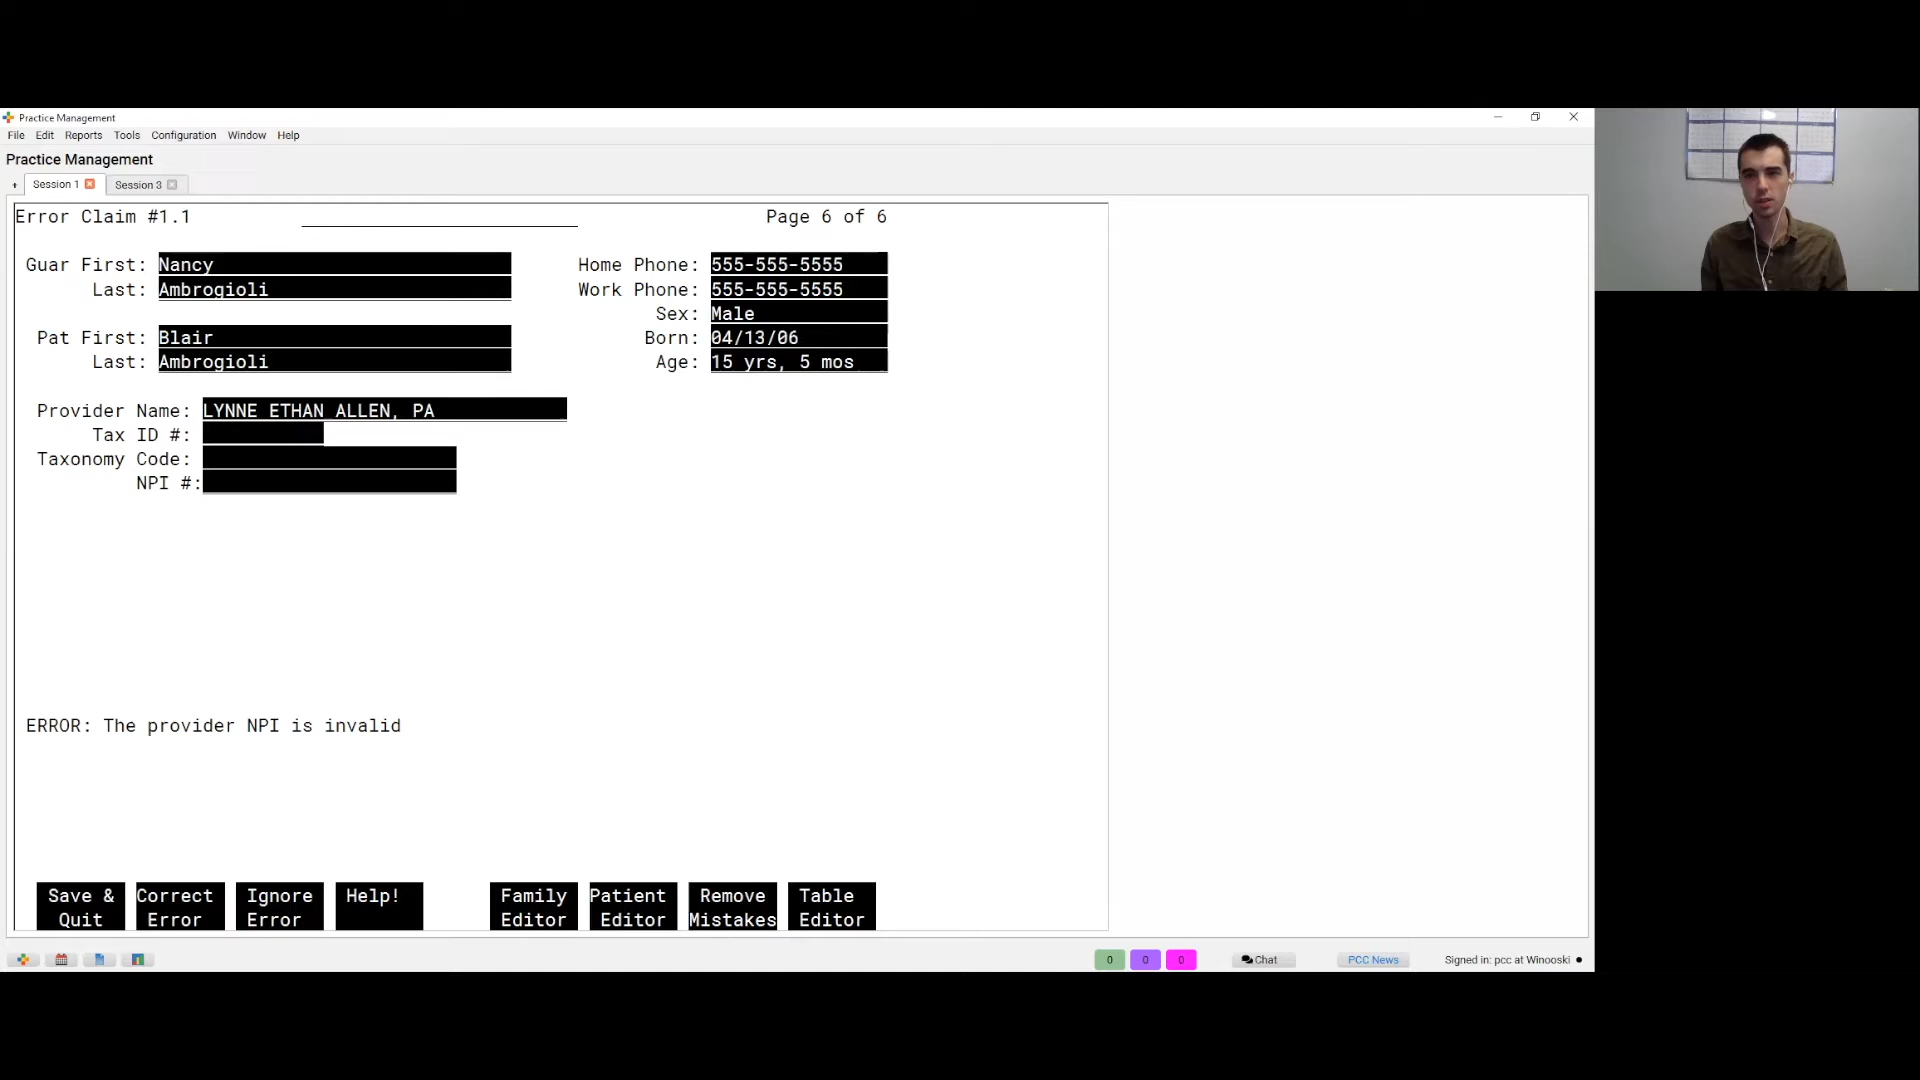 Practice Management
File Edit Reports Tools Configuration Window Help
Practice Management
+ Session 1 Session 3
Error Claim #1.1 Page 6 of 6
Guar First: Nancy Home Phone: 555-555-5555
Last: Ambrogioli Work Phone: 555-555-5555
Sex: Male
Pat First: Blair Born: 04/13/06
Last: Ambrogioli Age: 15 yrs, 5 mos
Provider Name: LYNNE ETHAN ALLEN, PA
Tax ID #:
Taxonomy Code:
NPI #:
ERROR: The provider NPI is invalid
Save & Correct Ignore Help! Family Patient Remove Table
Quit Error Error Editor Editor Mistakes Editor
0 0 0 Chat PCC News Signed in: pcc at Winooski